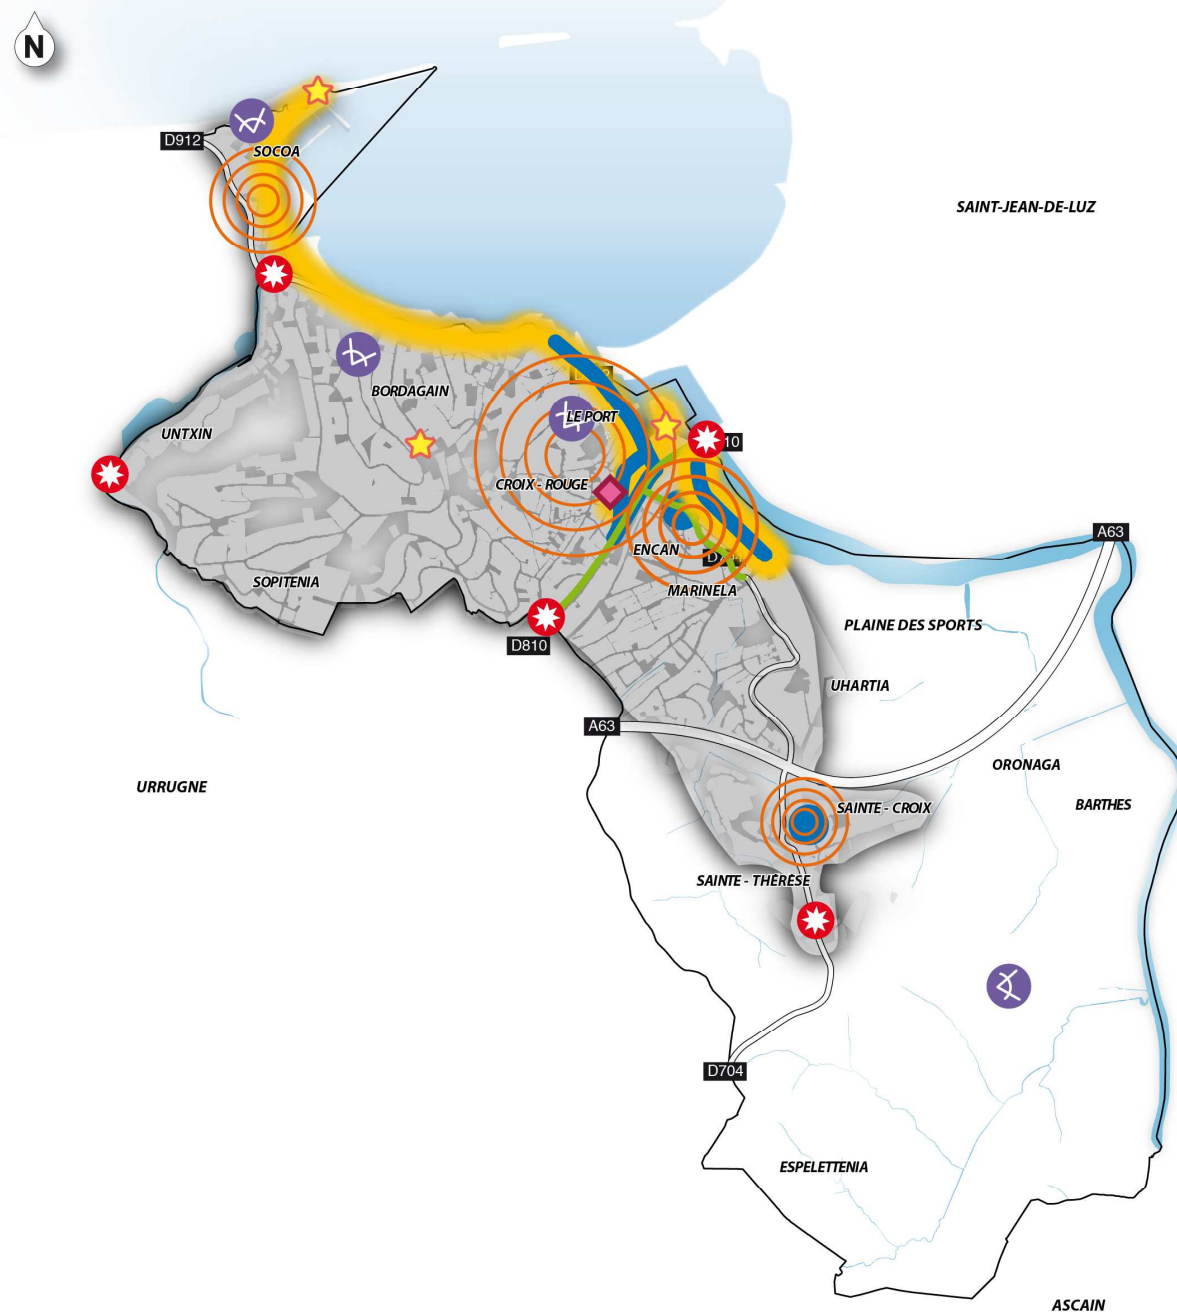 N
D912
SOCOA
SAINT-JEAN-DE-LUZ
BORDAGAIN
LE PORT
UNTXIN
10
CROIX - ROUGE
A63
ENCAN
SOPITENIA
MARINELA
PLAINE DES SPORTS
D810
UHARTIA
A63
ORONAGA
URRUGNE
BARTHES
SAINTE - CROIX
SAINTE - THÉRÈSE
D704
ESPELETTENIA
ASCAIN